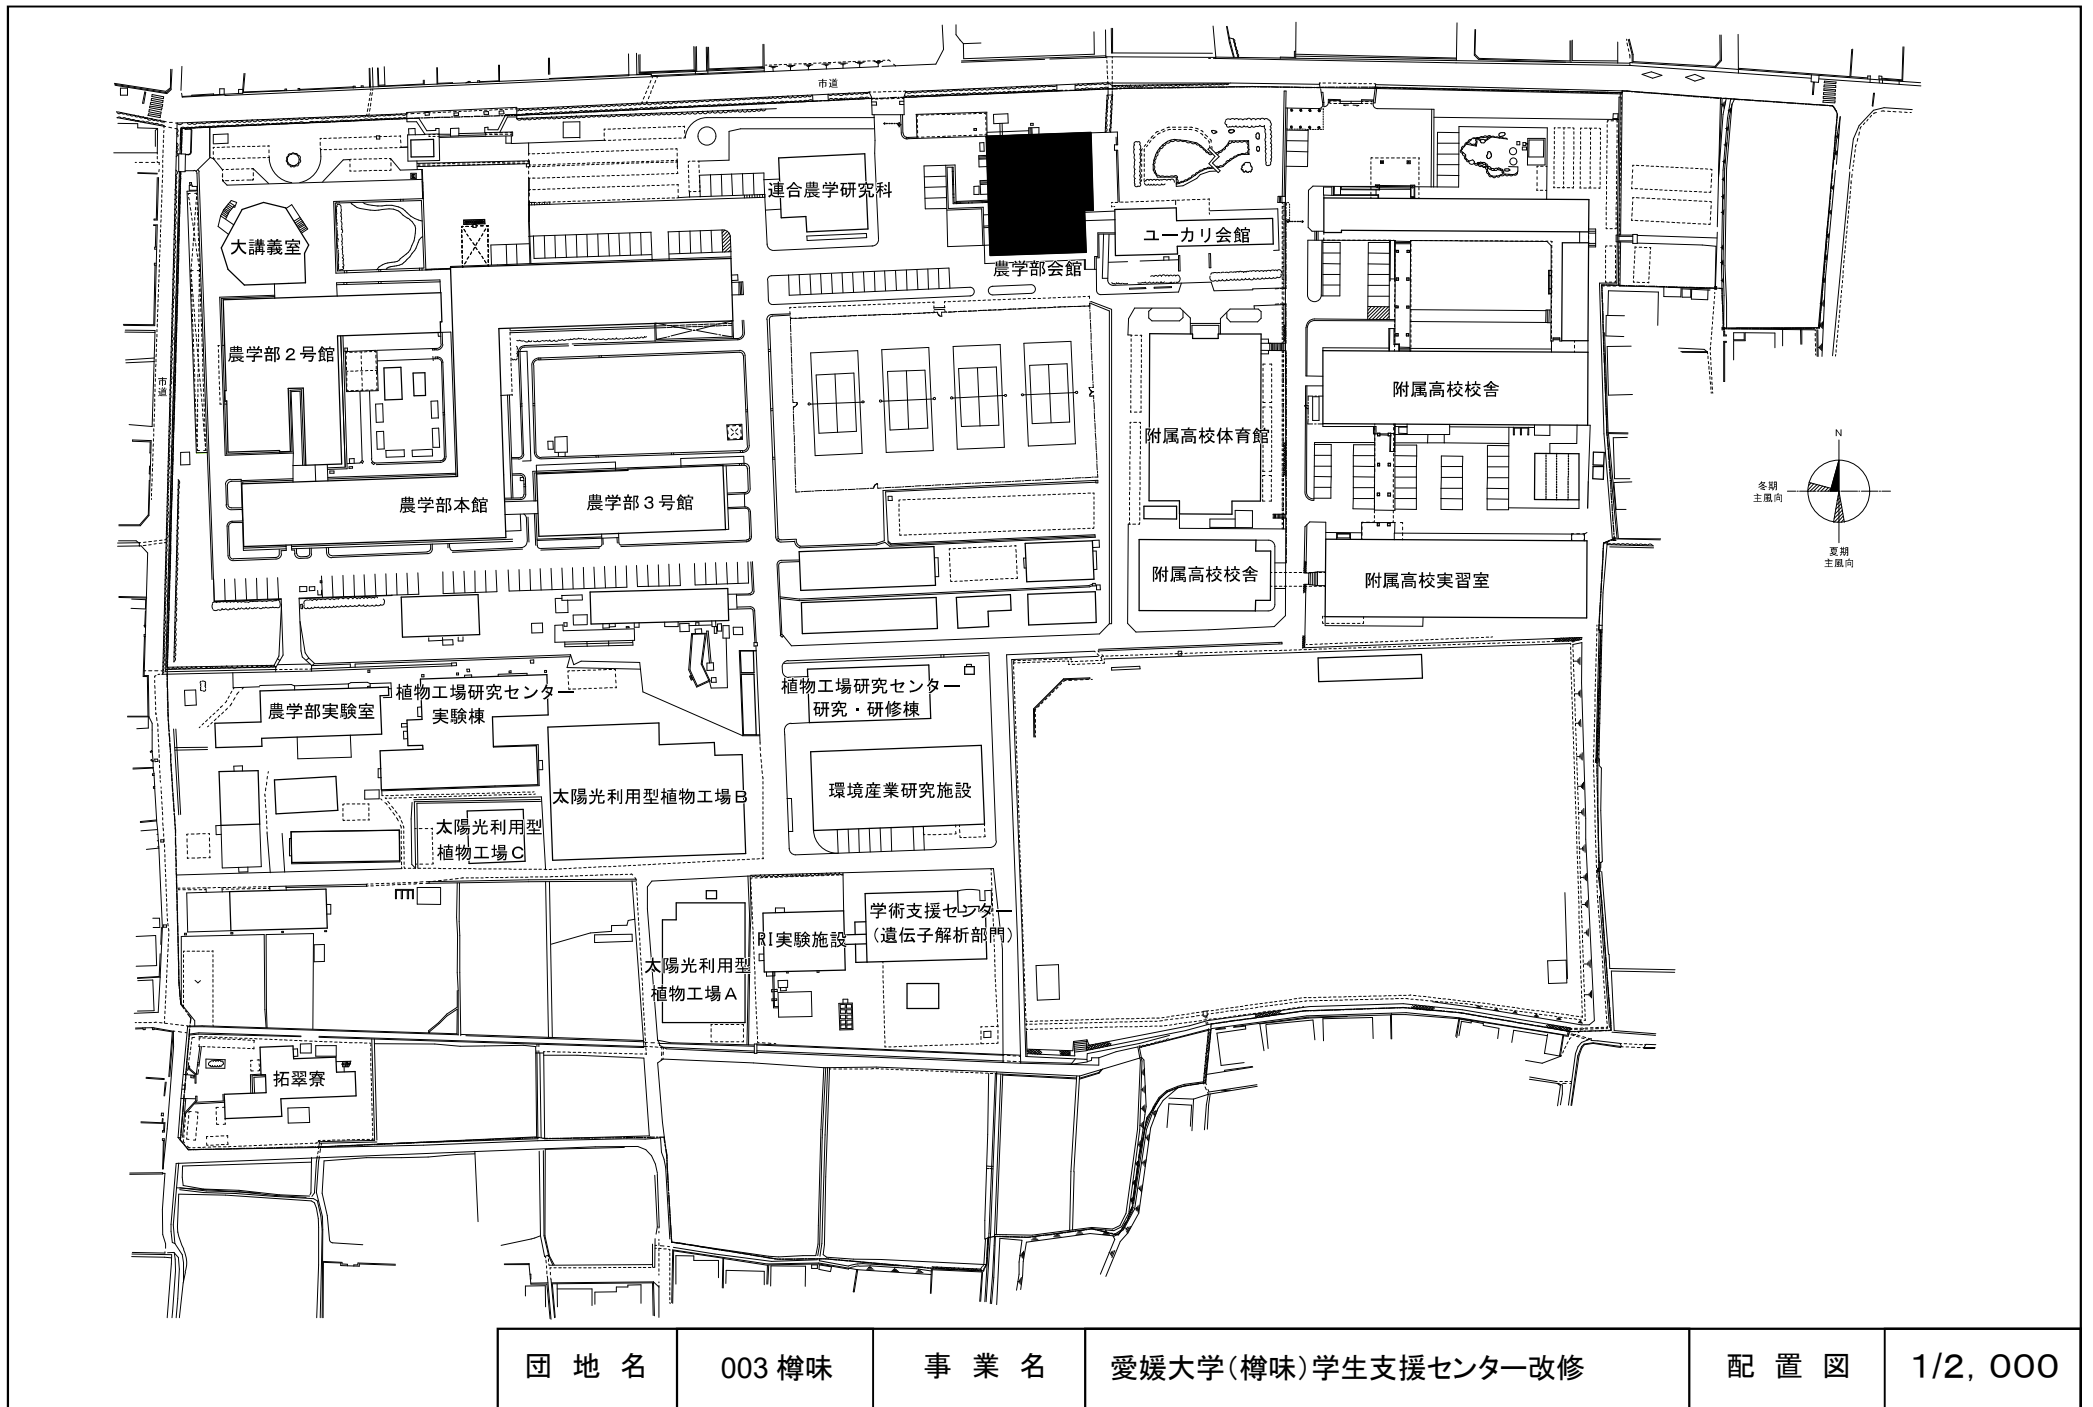 市道
連合農学研究科
大講義室
ユーカリ会館
農学部会館
農学部２号館
市道
附属高校校舎
附属高校体育館
N
冬期
主風向
夏期
主風向
農学部本館
農学部３号館
附属高校校舎
附属高校実習室
農学部実験室
植物工場研究センター
実験棟
植物工場研究センター
研究・研修棟
太陽光利用型植物工場Ｂ
環境産業研究施設
太陽光利用型
植物工場Ｃ
学術支援センター
（遺伝子解析部門）
RI実験施設
太陽光利用型
植物工場Ａ
拓翠寮
団地名 003 樽味 事業名 愛媛大学（樽味）学生支援センター改修 配置図 1/2,000